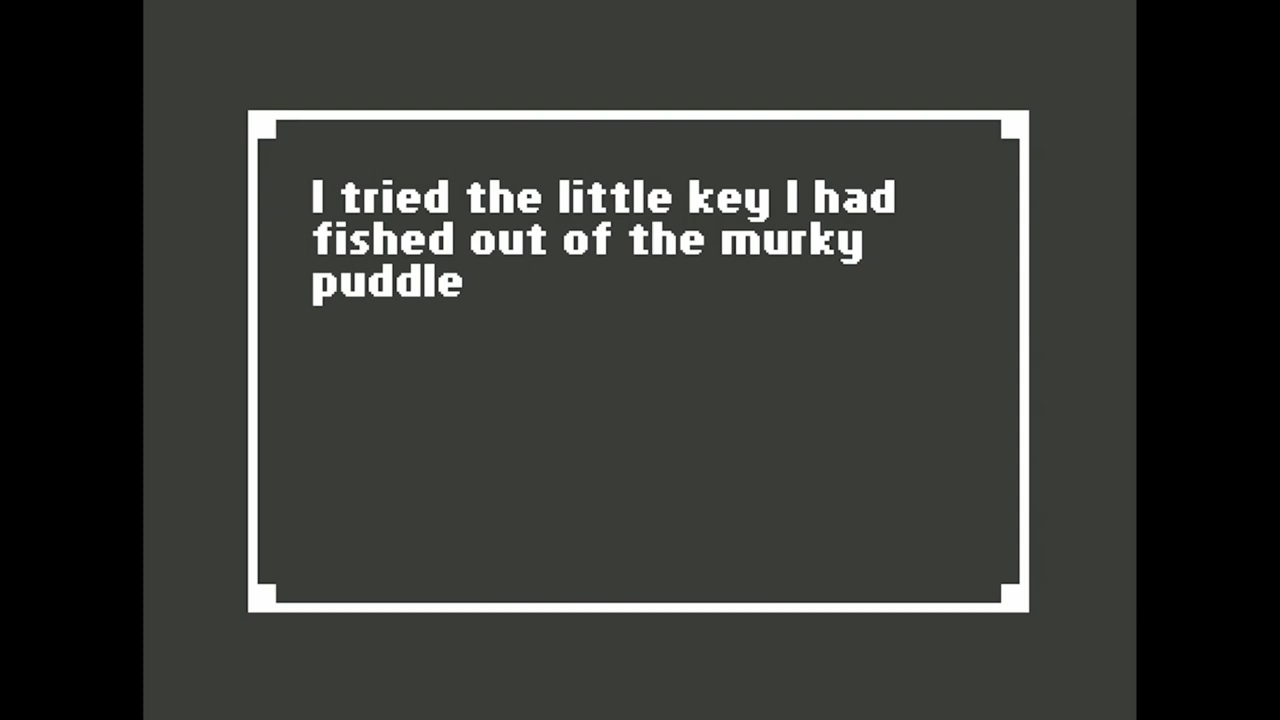 I tried the little key I had
fished out of the murky
puddle